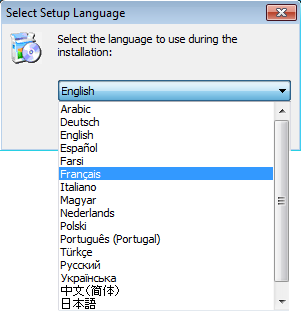 Select Setup Language
Select the language to use during the
installation:
English
Arabic
Deutsch
English
Español
Farsi
Français
Italiano
Magyar
Nederlands
Polski
Português (Portugal)
Türkçe
Русский
Українська
中文(简体)
日本語